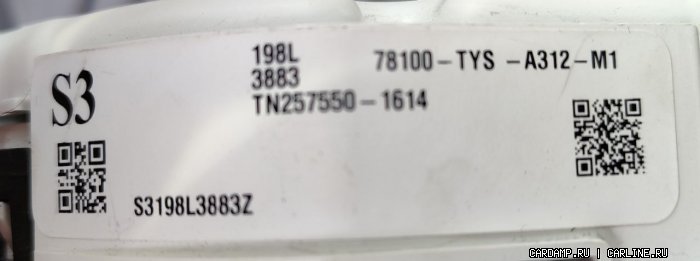 S3
198L 78100-TYS -A312-M1
3883
TN257550-1614
S3198L3883Z
CARDAMP.RU | CARLINE.RU